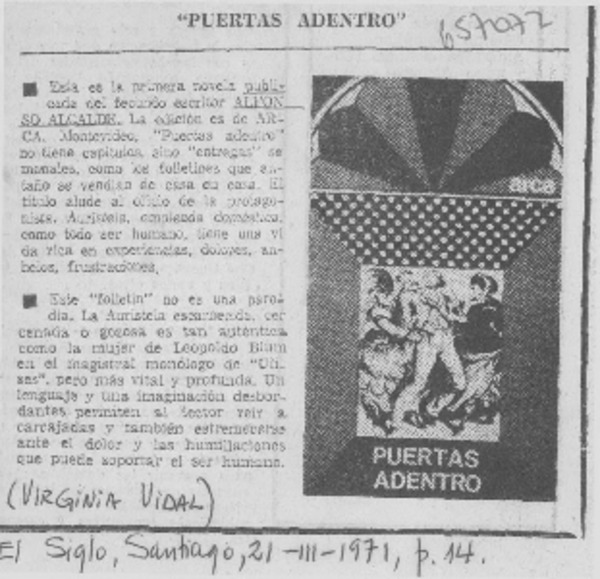 "PUERTAS ADENTRO"
657072
■ Esta es la primera novela publi-
cada del fecundo escritor ALFON
SO ALCALDE. La edición es de AR-
CA, Montevideo. "Puertas adentro"
no tiene capítulos sino "entregas" se
manales, como los folletines que an-
taño se vendían de casa en casa. El
título alude al oficio de la protago-
nista. Auristela, empleada doméstica,
como todo ser humano, tiene una vi
da rica en experiencias, dolores, an-
helos, frustraciones.
■ Este "folletín" no es una paro-
dia. La Auristela escarnecida, cer
cenada o gozosa es tan auténtica
como la mujer de Leopoldo Blum
en el magistral monólogo de "Uli-
ses", pero más vital y profunda. Un
lenguaje y una imaginación desbor-
dantes permiten al lector reír a
carcajadas y también estremecerse
ante el dolor y las humillaciones
que puede soportar el ser humano.
arca
PUERTAS
ADENTRO
(VIRGINIA VIDAL)
El Siglo, Santiago, 21-III-1971, p. 14.